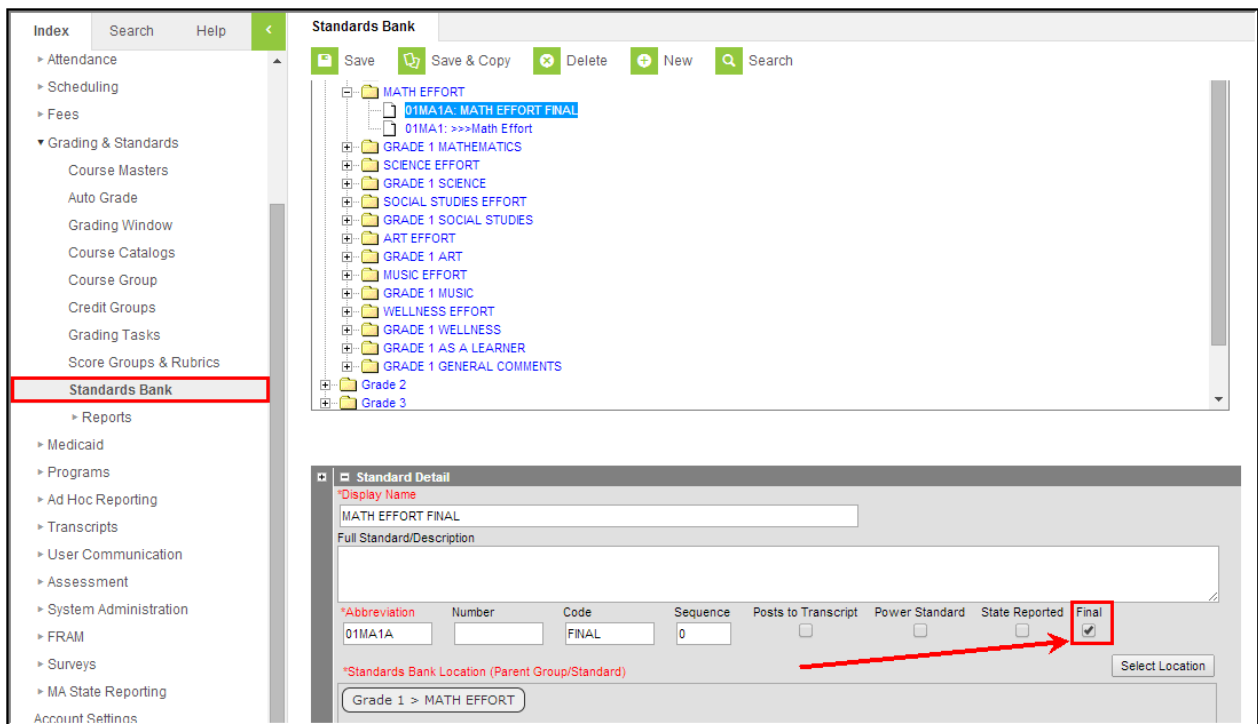 Index Search Help <
Attendance
Scheduling
Fees
Grading & Standards
Course Masters
Auto Grade
Grading Window
Course Catalogs
Course Group
Credit Groups
Grading Tasks
Score Groups & Rubrics
Standards Bank
Reports
Medicaid
Programs
Ad Hoc Reporting
Transcripts
User Communication
Assessment
System Administration
FRAM
Surveys
MA State Reporting
Account Settings
Standards Bank
Save Save & Copy Delete New Search
MATH EFFORT
01MA1A: MATH EFFORT FINAL
01MA1: >>>Math Effort
GRADE 1 MATHEMATICS
SCIENCE EFFORT
GRADE 1 SCIENCE
SOCIAL STUDIES EFFORT
GRADE 1 SOCIAL STUDIES
ART EFFORT
GRADE 1 ART
MUSIC EFFORT
GRADE 1 MUSIC
WELLNESS EFFORT
GRADE 1 WELLNESS
GRADE 1 AS A LEARNER
GRADE 1 GENERAL COMMENTS
Grade 2
Grade 3
Standard Detail
*Display Name
MATH EFFORT FINAL
Full Standard/Description
*Abbreviation Number Code Sequence Posts to Transcript Power Standard State Reported Final
01MA1A FINAL 0
*Standards Bank Location (Parent Group/Standard) Select Location
Grade 1 > MATH EFFORT